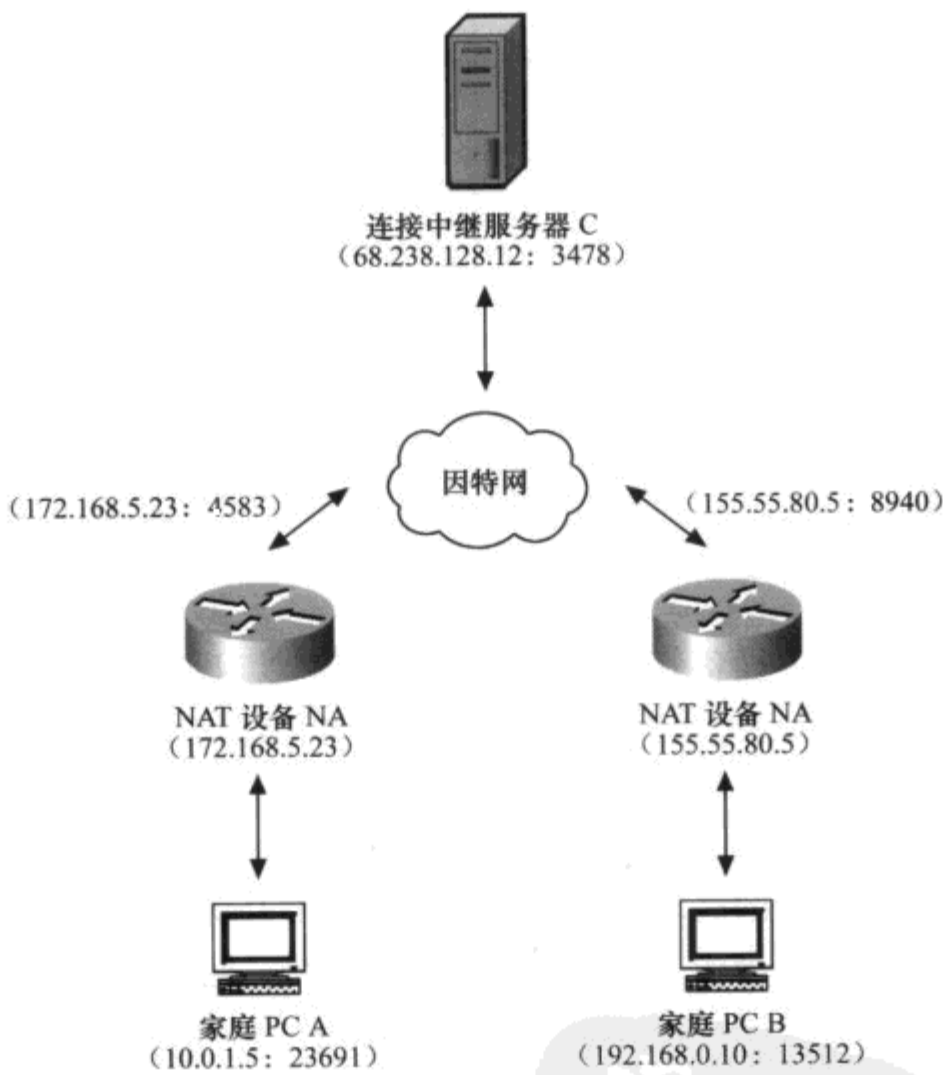 连接中继服务器 C
（68.238.128.12：3478）
因特网
（172.168.5.23：4583）
（155.55.80.5：8940）
NAT 设备 NA
（172.168.5.23）
NAT 设备 NA
（155.55.80.5）
家庭 PC A
（10.0.1.5：23691）
家庭 PC B
（192.168.0.10：13512）